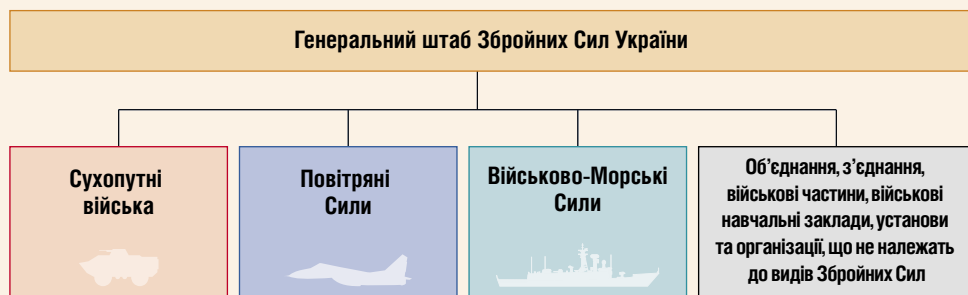 Генеральний штаб Збройних Сил України
Сухопутні
війська
Повітряні
Сили
Військово-Морські
Сили
Об’єднання, з’єднання,
військові частини, військові
навчальні заклади, установи
та організації, що не належать
до видів Збройних Сил